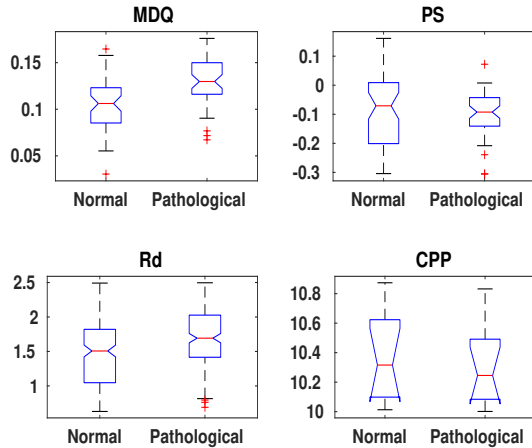 MDQ
0.15
0.1
0.05
Normal Pathological
PS
0.1
0
-0.1
-0.2
-0.3
Normal Pathological
Rd
2.5
2
1.5
1
Normal Pathological
CPP
10.8
10.6
10.4
10.2
10
Normal Pathological